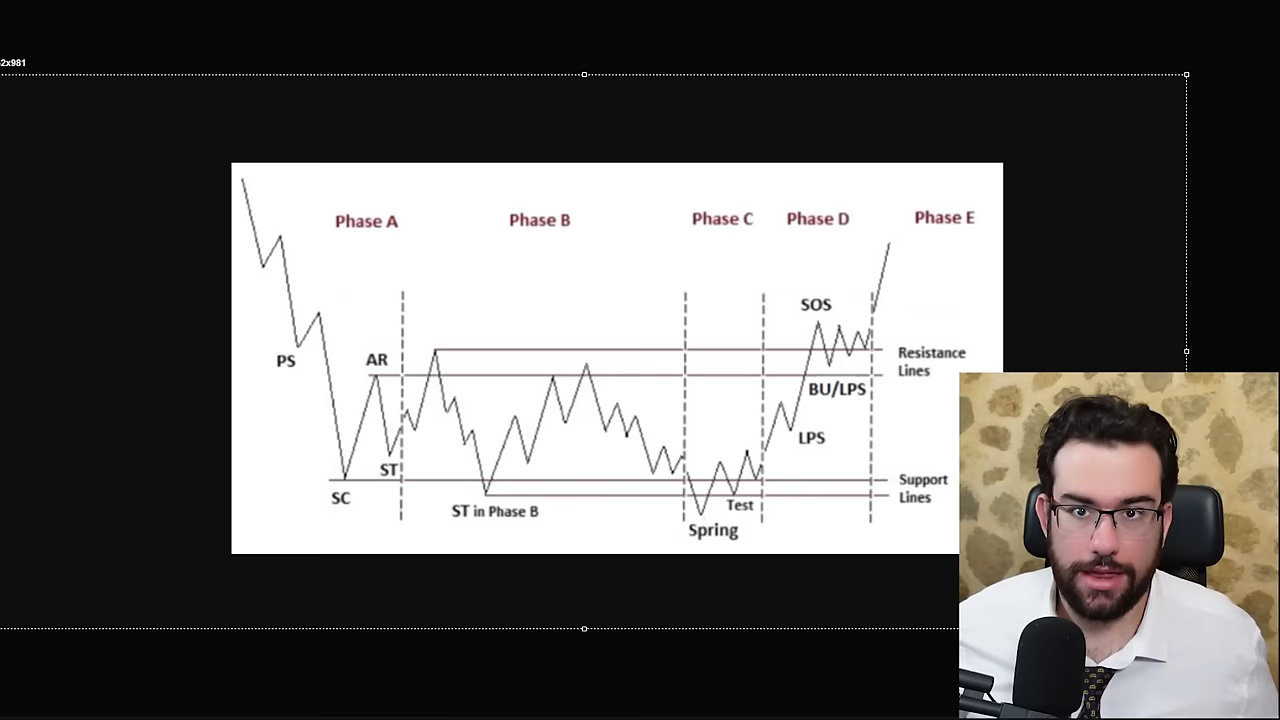 2x981
Phase A
Phase B
Phase C
Phase D
Phase E
SOS
PS
AR
Resistance
Lines
BU/LPS
LPS
ST
SC
Support
Lines
ST in Phase B
Test
Spring